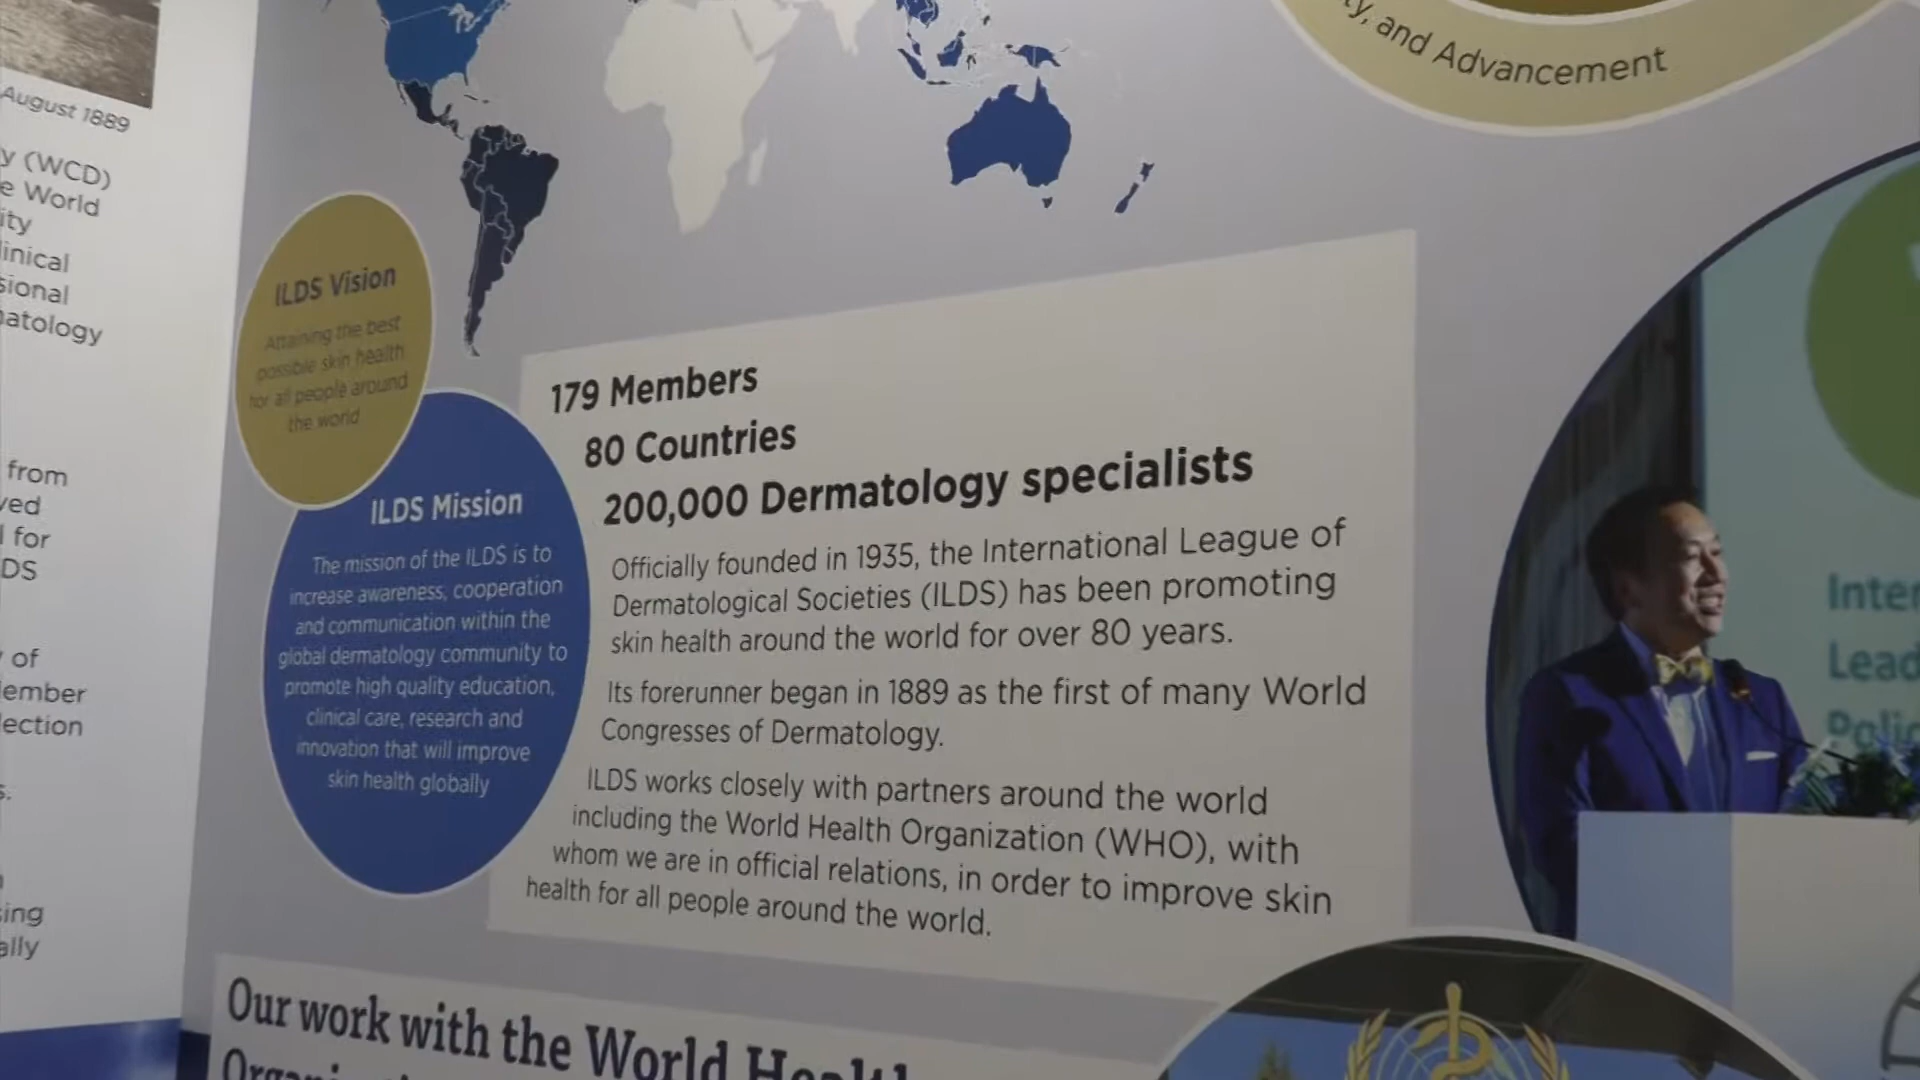 August 1889
y (WCD)
e World
ity
linical
sional
atology
from
ved
l for
DS
of
ember
ection
s.
sing
ally
ty, and Advancement
ILDS Vision
Attaining the best
possible skin health
for all people around
the world
ILDS Mission
The mission of the ILDS is to
increase awareness, cooperation
and communication within the
global dermatology community to
promote high quality education,
clinical care, research and
innovation that will improve
skin health globally
179 Members
80 Countries
200,000 Dermatology specialists
Officially founded in 1935, the International League of
Dermatological Societies (ILDS) has been promoting
skin health around the world for over 80 years.
Its forerunner began in 1889 as the first of many World
Congresses of Dermatology.
ILDS works closely with partners around the world
including the World Health Organization (WHO), with
whom we are in official relations, in order to improve skin
health for all people around the world.
Inter
Lead
Polic
Our work with the World Health